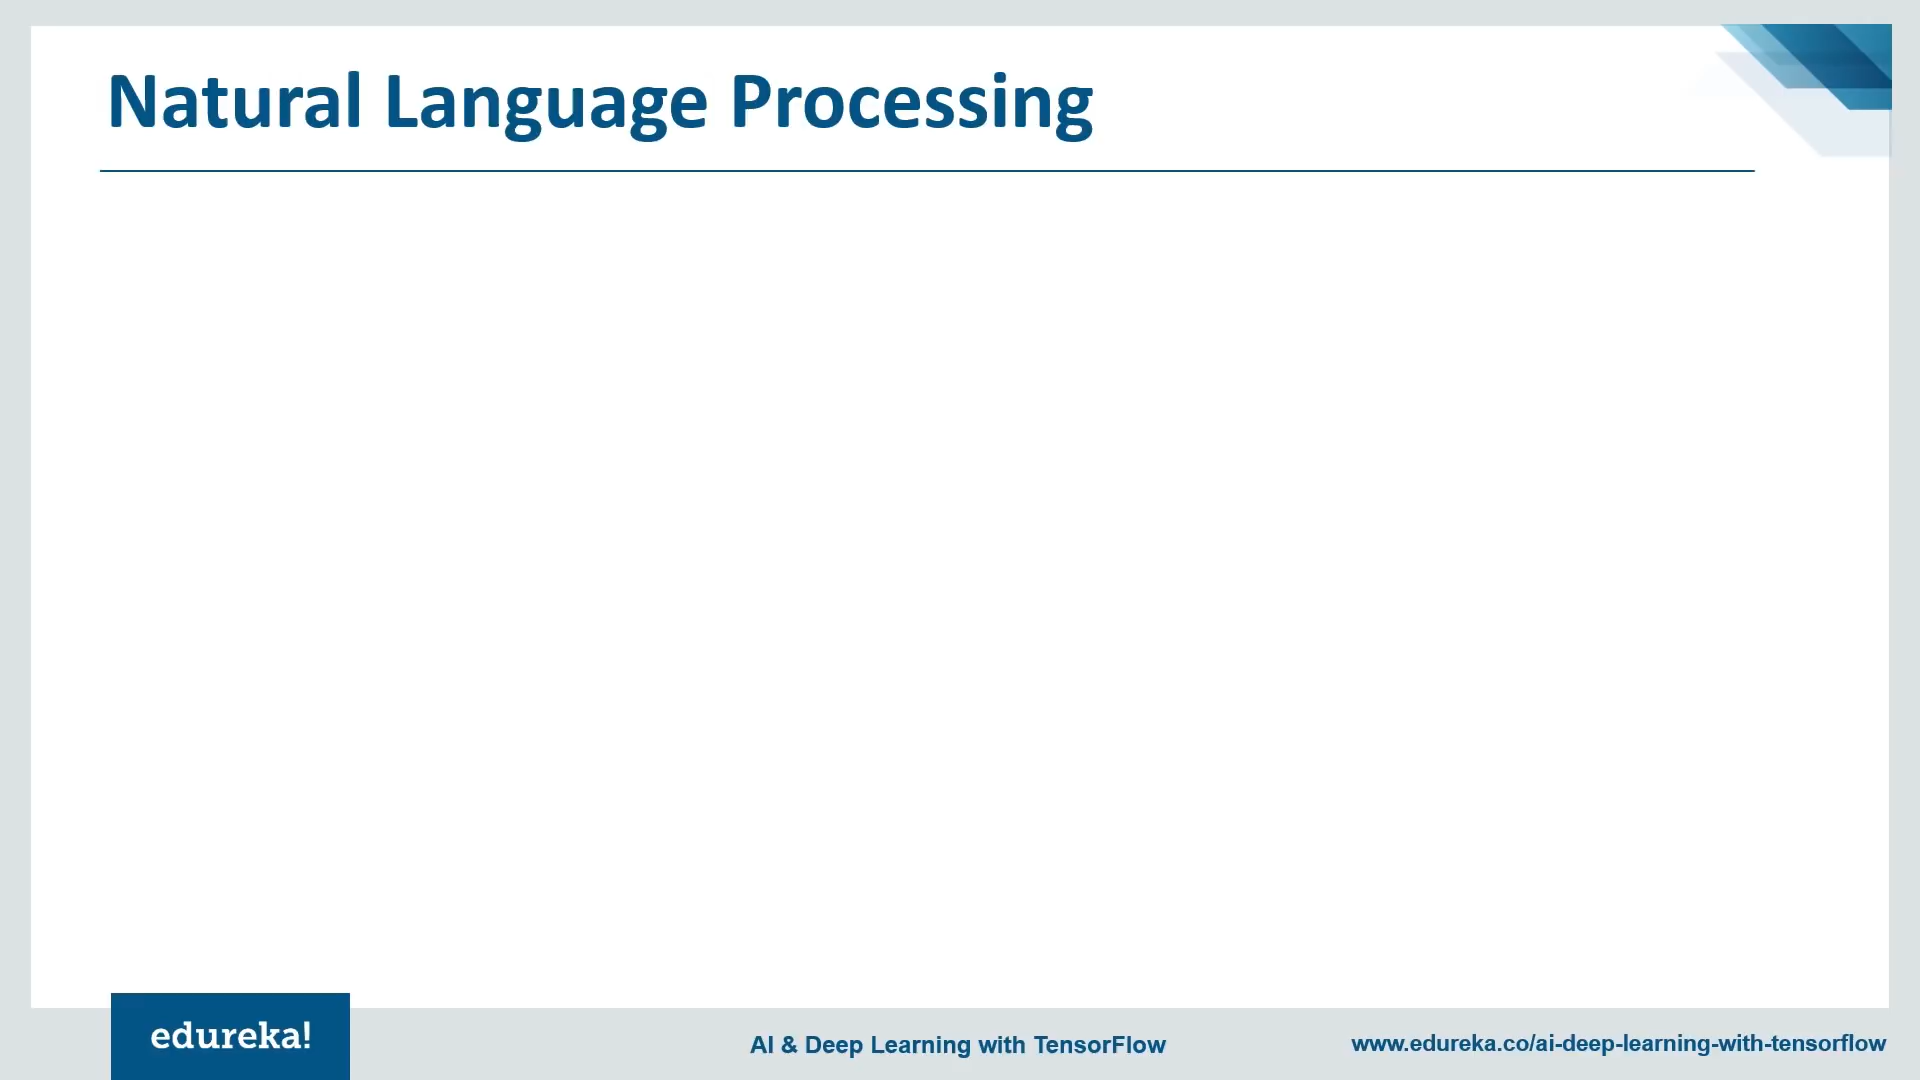 Natural Language Processing
edureka!
AI & Deep Learning with TensorFlow
www.edureka.co/ai-deep-learning-with-tensorflow